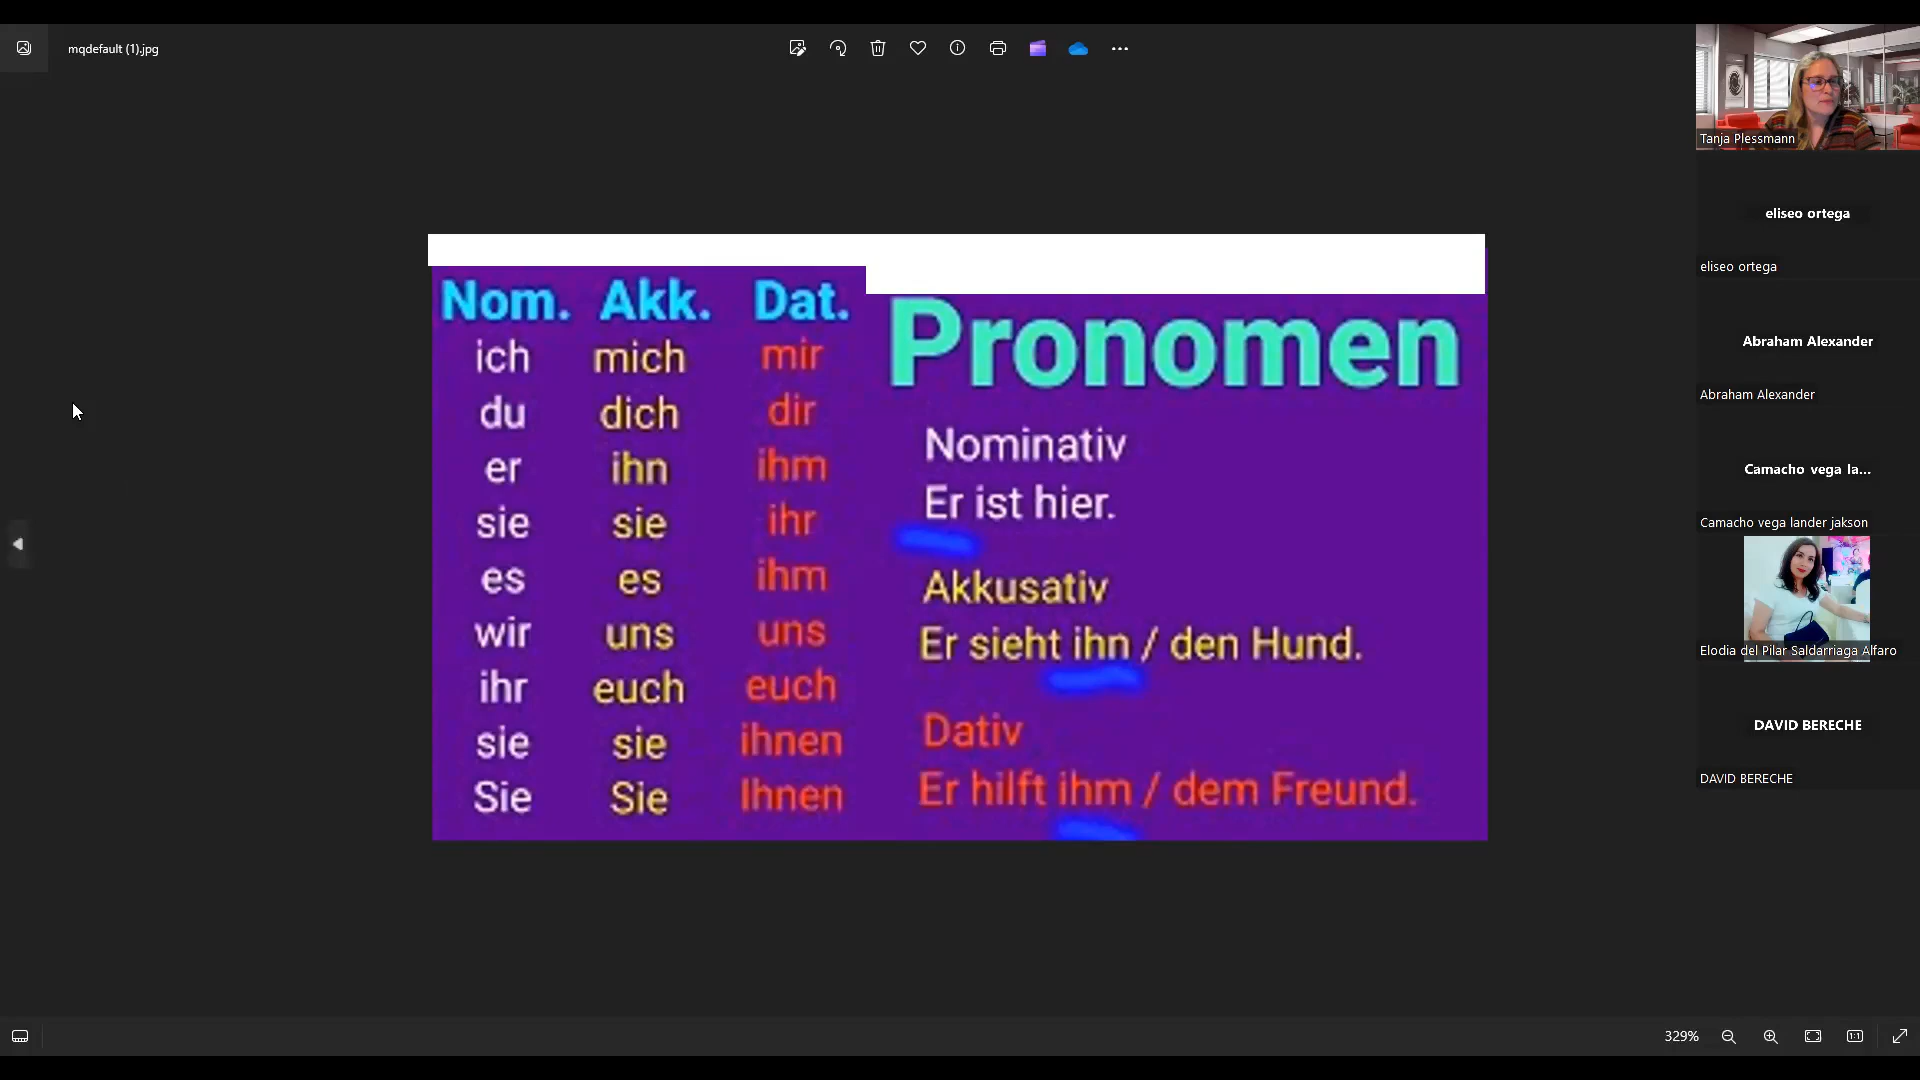 mqdefault (1).jpg
Nom. Akk. Dat.
ich mich mir
du dich dir
er ihn ihm
sie sie ihr
es es ihm
wir uns uns
ihr euch euch
sie sie ihnen
Sie Sie Ihnen
Pronomen
Nominativ
Er ist hier.
Akkusativ
Er sieht ihn / den Hund.
Dativ
Er hilft ihm / dem Freund.
Tanja Plessmann
eliseo ortega
eliseo ortega
Abraham Alexander
Abraham Alexander
Camacho vega la...
Camacho vega lander jakson
Elodia del Pilar Saldarriaga Alfaro
DAVID BERECHE
DAVID BERECHE
329%
1:1